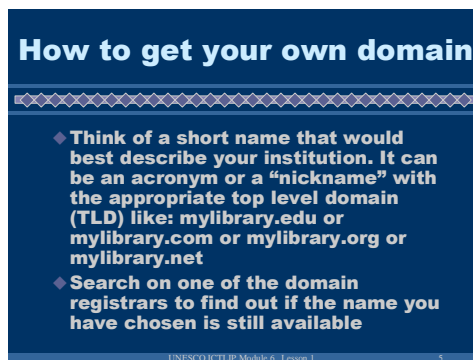 How to get your own domain
Think of a short name that would
best describe your institution. It can
be an acronym or a “nickname” with
the appropriate top level domain
(TLD) like: mylibrary.edu or
mylibrary.com or mylibrary.org or
mylibrary.net
Search on one of the domain
registrars to find out if the name you
have chosen is still available
UNESCO ICTLIP Module 6. Lesson 1
5